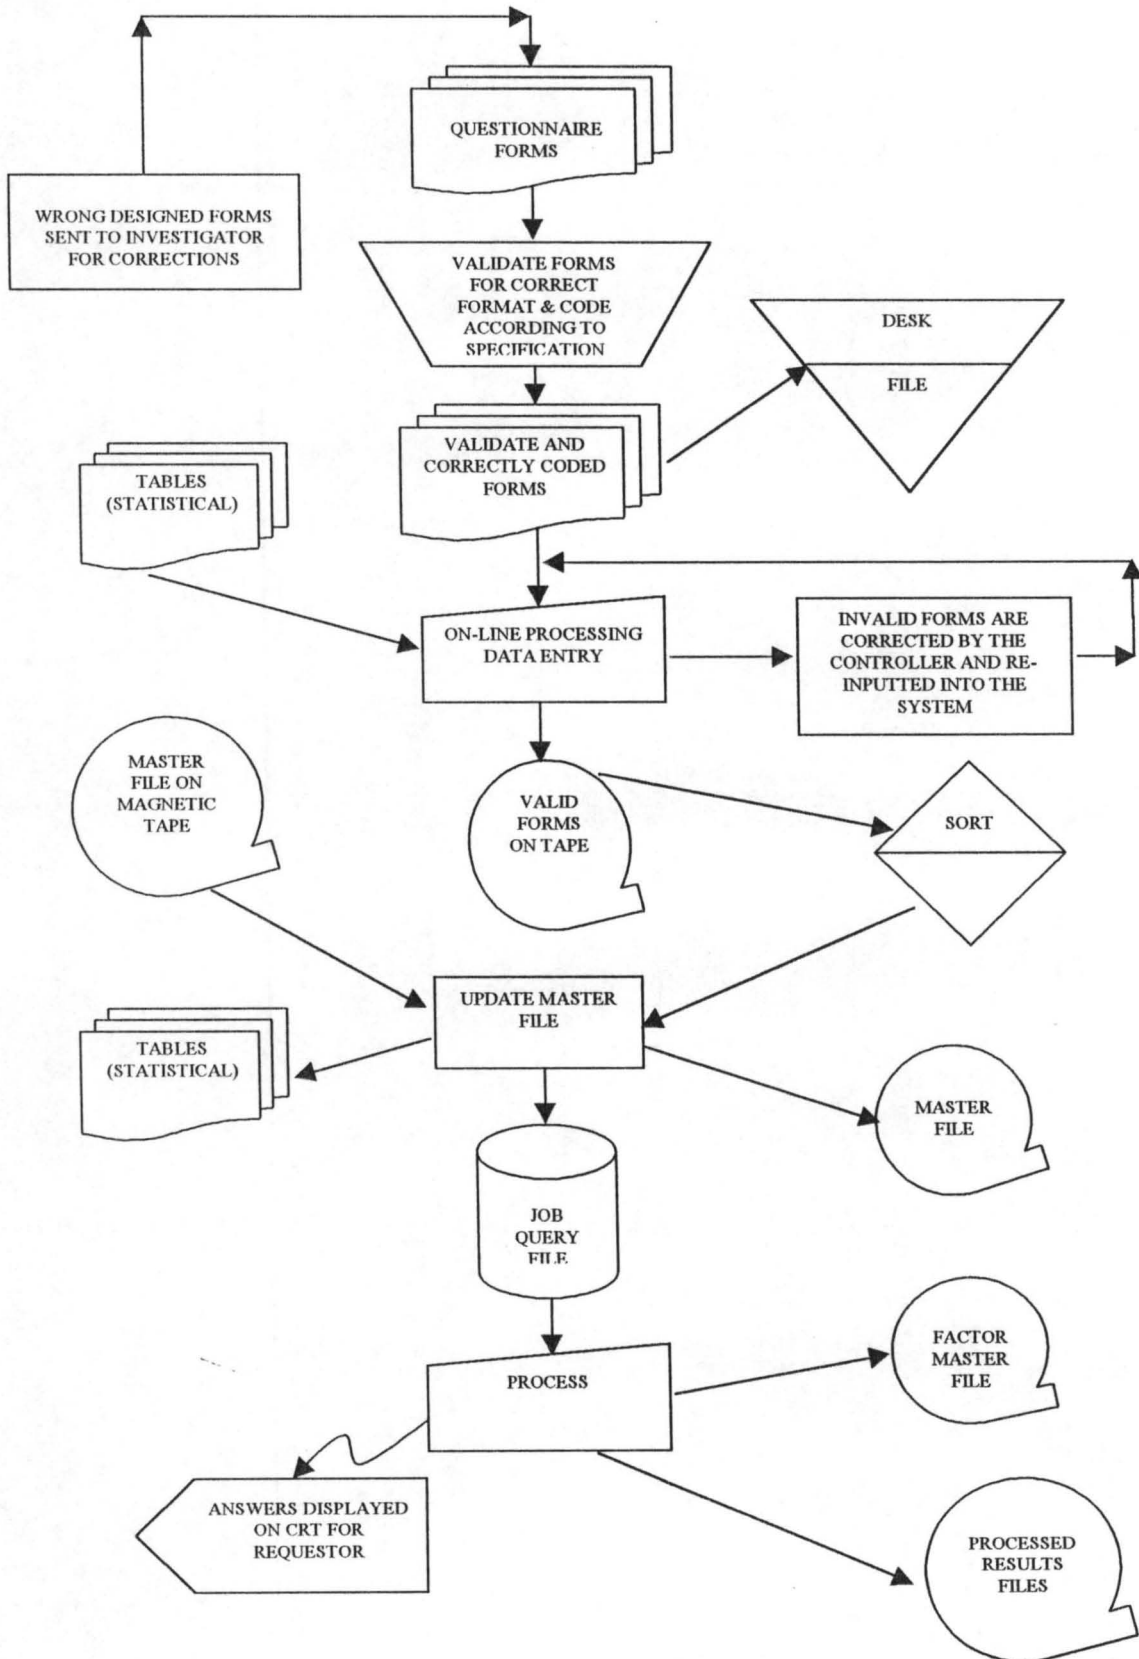 QUESTIONNAIRE
FORMS
WRONG DESIGNED FORMS
SENT TO INVESTIGATOR
FOR CORRECTIONS
VALIDATE FORMS
FOR CORRECT
FORMAT & CODE
ACCORDING TO
SPECIFICATION
DESK
FILE
VALIDATE AND
CORRECTLY CODED
FORMS
TABLES
(STATISTICAL)
ON-LINE PROCESSING
DATA ENTRY
INVALID FORMS ARE
CORRECTED BY THE
CONTROLLER AND RE-
INPUTTED INTO THE
SYSTEM
MASTER
FILE ON
MAGNETIC
TAPE
VALID
FORMS
ON TAPE
SORT
UPDATE MASTER
FILE
TABLES
(STATISTICAL)
MASTER
FILE
JOB
QUERY
FILE
FACTOR
MASTER
FILE
PROCESS
ANSWERS DISPLAYED
ON CRT FOR
REQUESTOR
PROCESSED
RESULTS
FILES